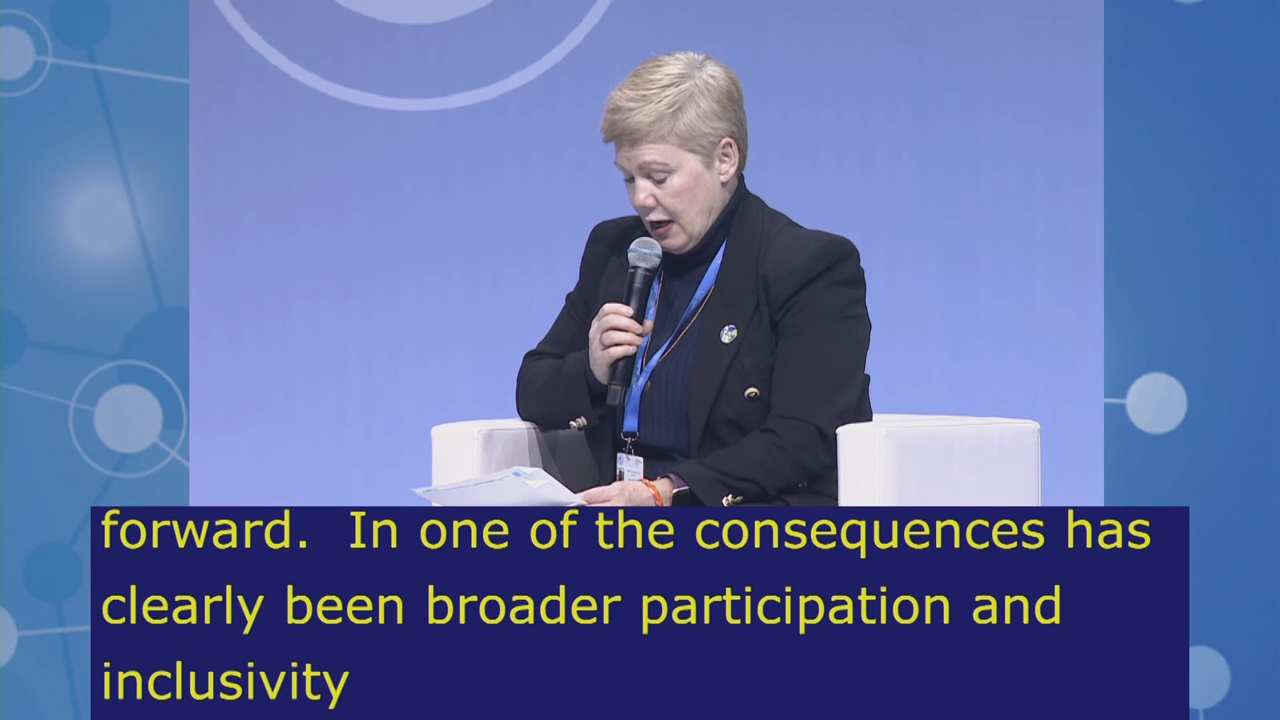 forward.  In one of the consequences has
clearly been broader participation and
inclusivity